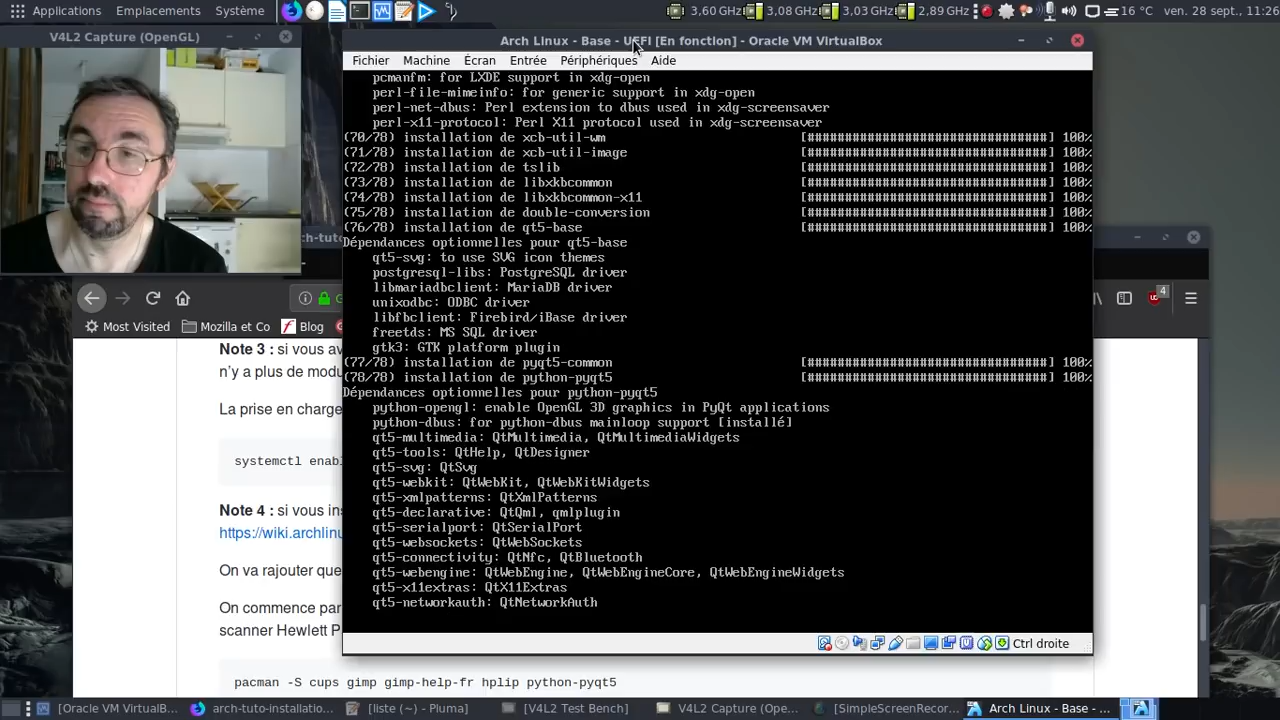 Applications Emplacements Système 3,60 GHz 3,08 GHz 3,03 GHz 2,89 GHz 16 °C ven. 28 sept., 11:26
V4L2 Capture (OpenGL)
Arch Linux - Base - UEFI [En fonction] - Oracle VM VirtualBox
Fichier Machine Écran Entrée Périphériques Aide
pcmanfm: for LXDE support in xdg-open
perl-file-mimeinfo: for generic support in xdg-open
perl-net-dbus: Perl extension to dbus used in xdg-screensaver
perl-x11-protocol: Perl X11 protocol used in xdg-screensaver
(70/78) installation de xcb-util-wm [################################] 100%
(71/78) installation de xcb-util-image [################################] 100%
(72/78) installation de tslib [################################] 100%
(73/78) installation de libxkbcommon [################################] 100%
(74/78) installation de libxkbcommon-x11 [################################] 100%
(75/78) installation de double-conversion [################################] 100%
(76/78) installation de qt5-base [################################] 100%
Dépendances optionnelles pour qt5-base
qt5-svg: to use SVG icon themes
postgresql-libs: PostgreSQL driver
libmariadbclient: MariaDB driver
unixodbc: ODBC driver
libfbclient: Firebird/iBase driver
freetds: MS SQL driver
gtk3: GTK platform plugin
(77/78) installation de pyqt5-common [################################] 100%
(78/78) installation de python-pyqt5 [################################] 100%
Dépendances optionnelles pour python-pyqt5
python-opengl: enable OpenGL 3D graphics in PyQt applications
python-dbus: for python-dbus mainloop support [installé]
qt5-multimedia: QtMultimedia, QtMultimediaWidgets
qt5-tools: QtHelp, QtDesigner
qt5-svg: QtSvg
qt5-webkit: QtWebKit, QtWebKitWidgets
qt5-xmlpatterns: QtXmlPatterns
qt5-declarative: QtQml, qmlplugin
qt5-serialport: QtSerialPort
qt5-websockets: QtWebSockets
qt5-connectivity: QtNfc, QtBluetooth
qt5-webengine: QtWebEngine, QtWebEngineCore, QtWebEngineWidgets
qt5-x11extras: QtX11Extras
qt5-networkauth: QtNetworkAuth
Ctrl droite
arch-tut
4
Most Visited Mozilla et Co Blog
Note 3 : si vous av
n'y a plus de modu
La prise en charge
systemctl enabl
Note 4 : si vous ins
https://wiki.archlinu
On va rajouter que
On commence par
scanner Hewlett P
pacman -S cups gimp gimp-help-fr hplip python-pyqt5
[Oracle VM VirtualB... arch-tuto-installatio... [liste (~) - Pluma] [V4L2 Test Bench] V4L2 Capture (Ope... [SimpleScreenRecor... Arch Linux - Base - ...